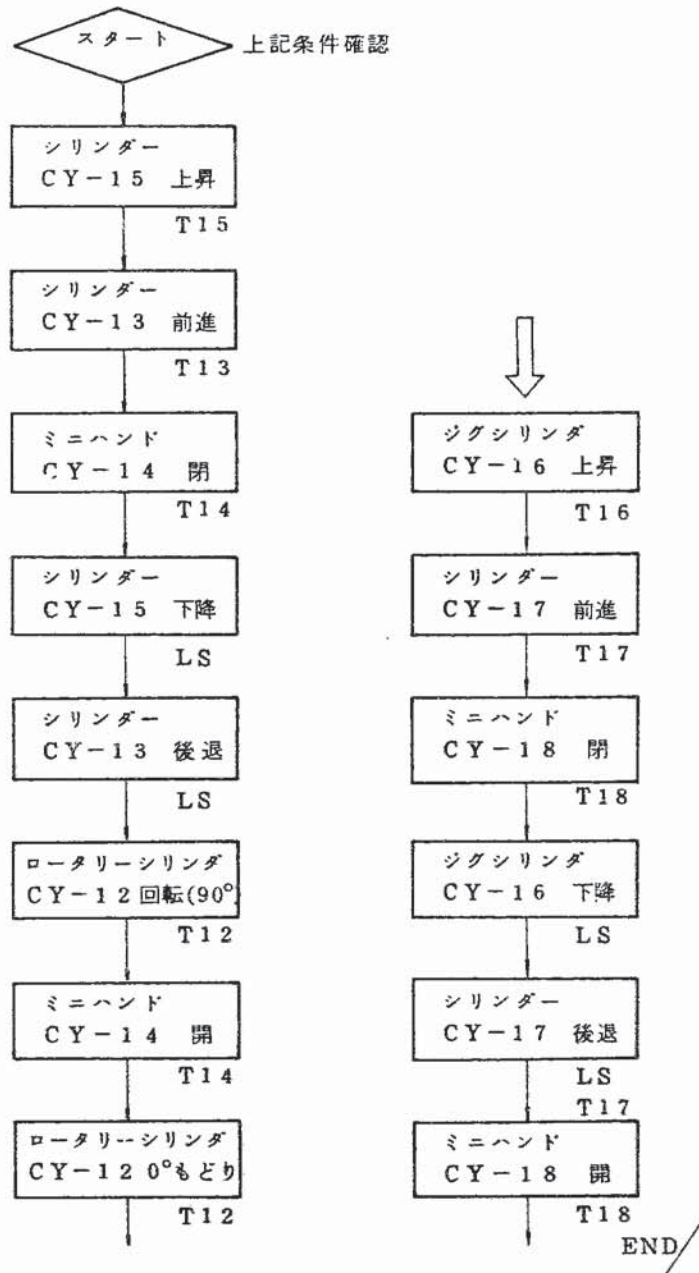 スタート
上記条件確認
シリンダー
CY-15 上昇
T15
シリンダー
CY-13 前進
T13
ミニハンド
CY-14 閉
T14
シリンダー
CY-15 下降
LS
シリンダー
CY-13 後退
LS
ロータリーシリンダ
CY-12回転(90°)
T12
ミニハンド
CY-14 開
T14
ロータリーシリンダ
CY-12 0°もどり
T12
ジグシリンダ
CY-16 上昇
T16
シリンダー
CY-17 前進
T17
ミニハンド
CY-18 閉
T18
ジグシリンダ
CY-16 下降
LS
シリンダー
CY-17 後退
LS
T17
ミニハンド
CY-18 開
T18
END